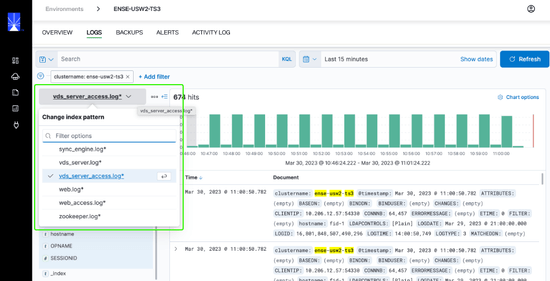 Environments > ENSE-USW2-TS3
OVERVIEW LOGS BACKUPS ALERTS ACTIVITY LOG
Search KQL Last 15 minutes Show dates Refresh
clustername: ense-usw2-ts3 × + Add filter
vds_server_access.log* 674 hits Chart options
vds_server_access.log*
Change index pattern
Filter options
sync_engine.log*
vds_server.log*
vds_server_access.log*
web.log*
web_access.log*
zookeeper.log*
hostname
OPNAME
SESSIONID
_index
10:47:00 10:48:00 10:49:00 10:50:00 10:51:00 10:52:00 10:53:00 10:54:00 10:55:00 10:56:00 10:57:00 10:58:00 10:59:00 11:00:00
Mar 30, 2023 @ 10:46:24.222 - Mar 30, 2023 @ 11:01:24.222
Time Document
Mar 30, 2023 @ 11:00:50.782 clustername: ense-usw2-ts3 #timestamp: Mar 30, 2023 @ 11:00:50.782 ATTRIBUTES:
(empty) BASEDN: (empty) BINDDN: BINDUSER: (empty) CHANGES: (empty)
CLIENTIP: 10.206.12.57:54330 CONNNB: 64,457 ERRORMESSAGE: (empty) ETIME: 0 FILTER:
(empty) hostname: fid-1 LDAPCONTROLS: [Plain] LOGDATE: Mar 29, 2023 @ 21:00:00.000
LOGTIME: 14:00:50,749 LOGTYPE: 3 MATCHEDDN: (empty)
Mar 30, 2023 @ 11:00:50.782 clustername: ense-usw2-ts3 #timestamp: Mar 30, 2023 @ 11:00:50.782 ATTRIBUTES:
(empty) BASEDN: (empty) BINDDN: BINDUSER: (empty) CHANGES: (empty)
CLIENTIP: 10.206.12.57:54330 CONNNB: 64,457 ERRORMESSAGE: (empty) ETIME: 0 FILTER: